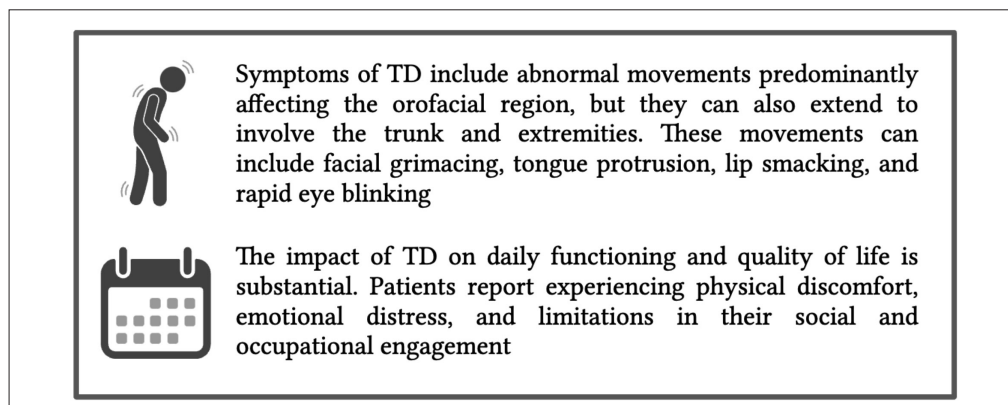 Symptoms of TD include abnormal movements predominantly
affecting the orofacial region, but they can also extend to
involve the trunk and extremities. These movements can
include facial grimacing, tongue protrusion, lip smacking, and
rapid eye blinking
The impact of TD on daily functioning and quality of life is
substantial. Patients report experiencing physical discomfort,
emotional distress, and limitations in their social and
occupational engagement